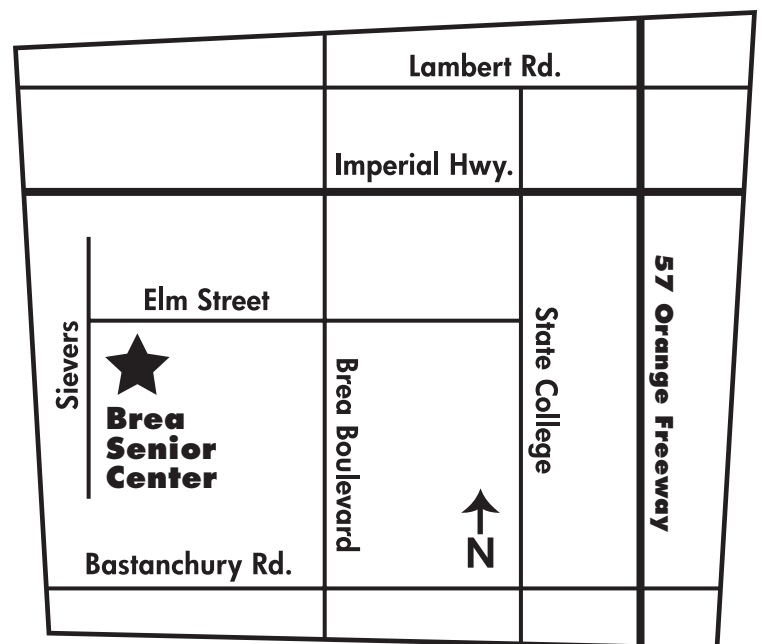 Lambert Rd.
Imperial Hwy.
57 Orange Freeway
Elm Street
State College
Sievers
Brea Boulevard
Brea
Senior
Center
N
Bastanchury Rd.